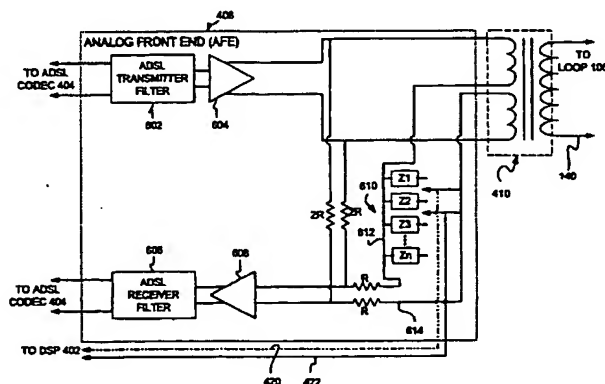 408
ANALOG FRONT END (AFE)
TO ADSL
CODEC 404
ADSL
TRANSMITTER
FILTER
602
604
TO
LOOP 105
410
140
Z1
Z2
Z3
Zn
610
612
2R
2R
606
608
ADSL
RECEIVER
FILTER
TO ADSL
CODEC 404
R
R
614
TO DSP 402
420
422